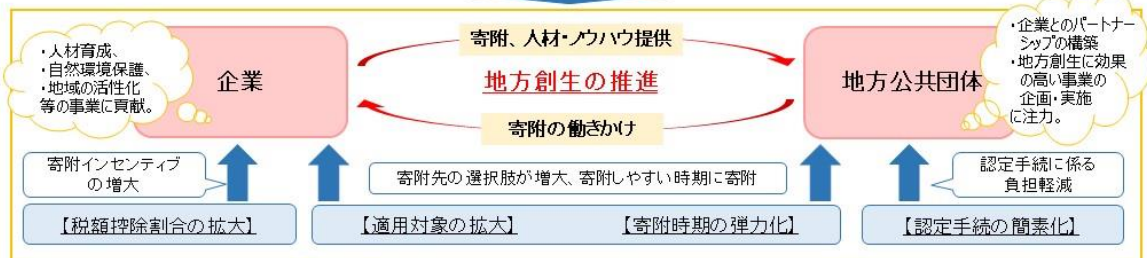 ・人材育成、
・自然環境保護、
・地域の活性化
等の事業に貢献。
企業
寄附、人材・ノウハウ提供
地方創生の推進
寄附の働きかけ
地方公共団体
・企業とのパートナー
シップの構築
・地方創生に効果
の高い事業の
企画・実施
に注力。
寄附インセンティブ
の増大
寄附先の選択肢が増大、寄附しやすい時期に寄附
認定手続に係る
負担軽減
【税額控除割合の拡大】
【適用対象の拡大】
【寄附時期の弾力化】
【認定手続の簡素化】